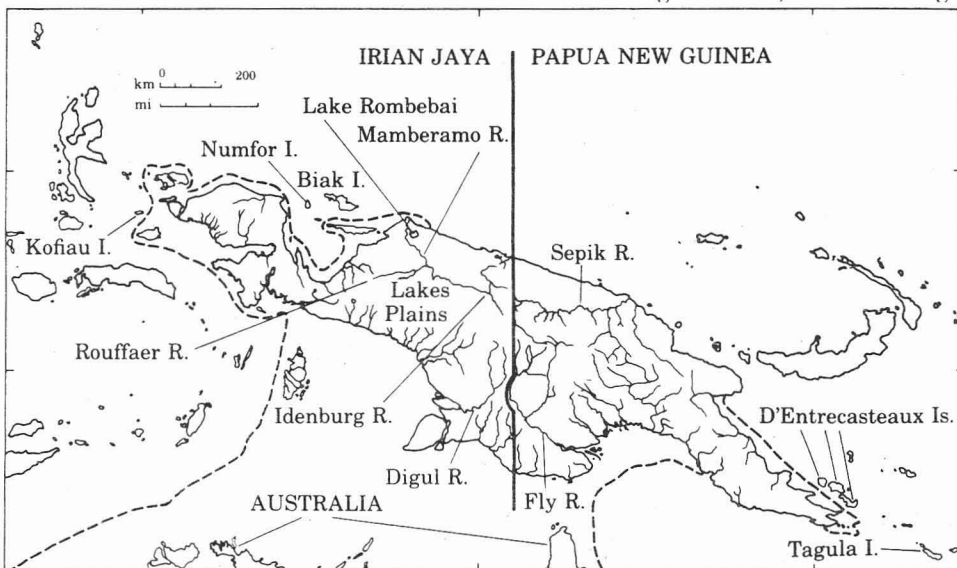 IRIAN JAYA
PAPUA NEW GUINEA
0 200
km
mi
Lake Rombebai
Mamberamo R.
Numfor I.
Biak I.
Kofiau I.
Sepik R.
Lakes
Plains
Rouffaer R.
Idenburg R.
D'Entrecasteaux Is.
Digul R.
Fly R.
AUSTRALIA
Tagula I.